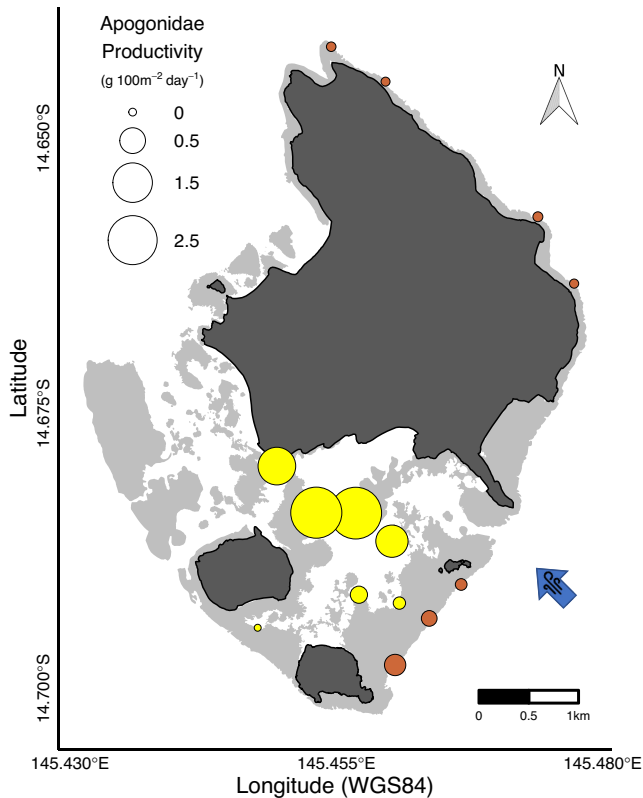 Apogonidae
Productivity
(g 100m⁻² day⁻¹)
0
0.5
1.5
2.5
N
Latitude
14.650°S
14.675°S
14.700°S
0 0.5 1km
145.430°E 145.455°E 145.480°E
Longitude (WGS84)